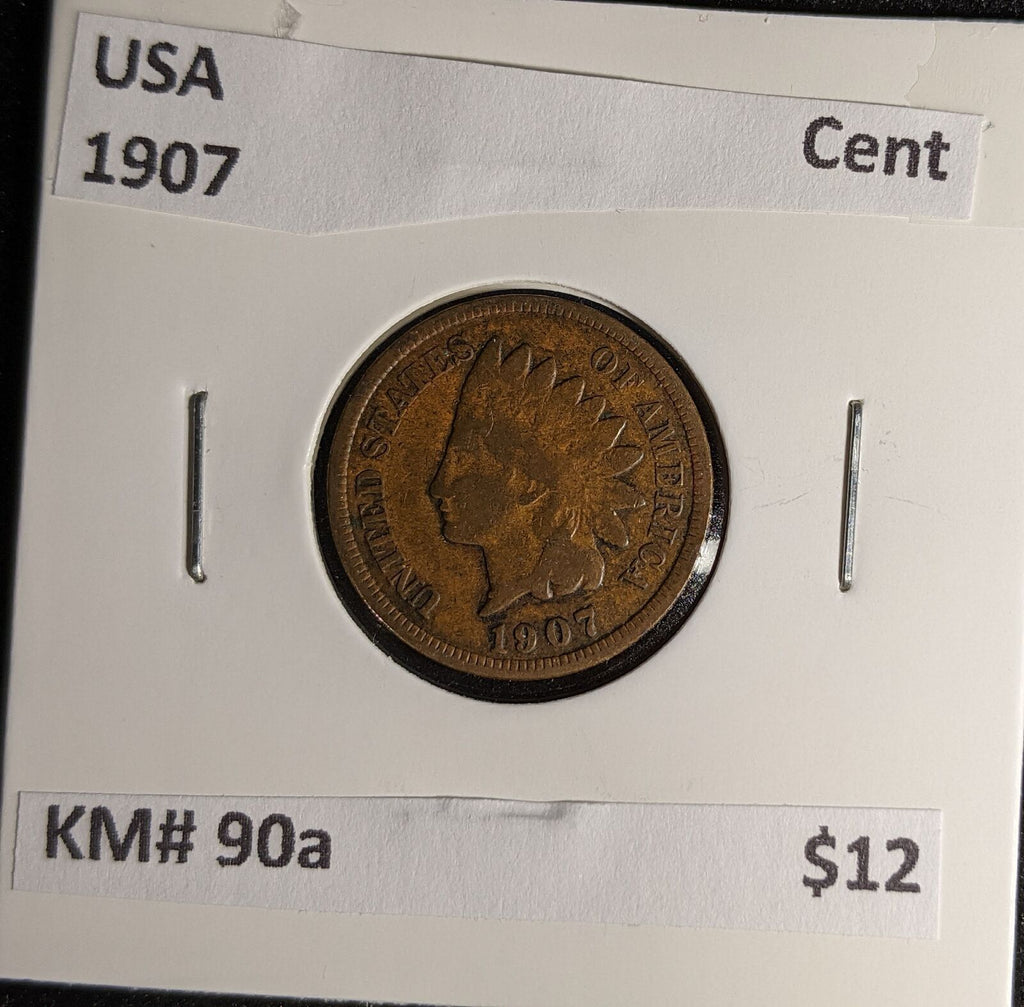 USA
1907
Cent
UNITED STATES
OF AMERICA
1907
KM# 90a
$12